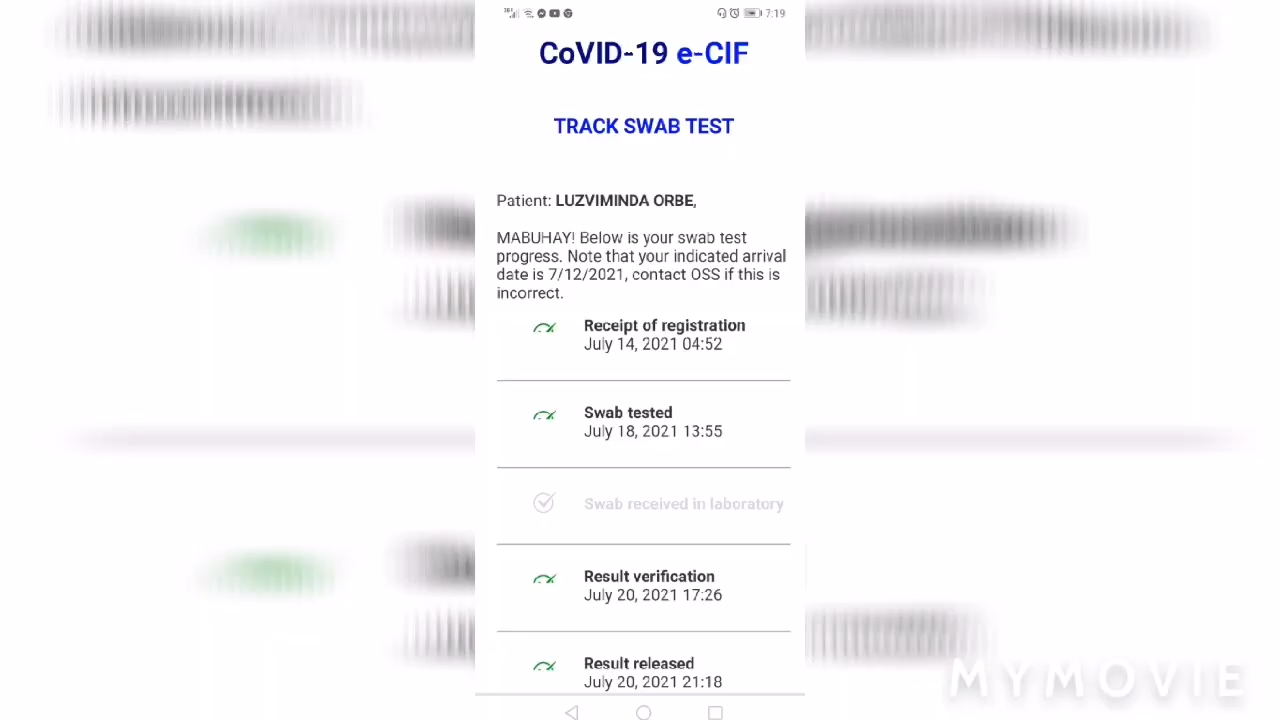 7:19
CoVID-19 e-CIF
TRACK SWAB TEST
Patient: LUZVIMINDA ORBE,
MABUHAY! Below is your swab test
progress. Note that your indicated arrival
date is 7/12/2021, contact OSS if this is
incorrect.
Receipt of registration
July 14, 2021 04:52
Swab tested
July 18, 2021 13:55
Swab received in laboratory
Result verification
July 20, 2021 17:26
Result released
July 20, 2021 21:18
MYMOVIE